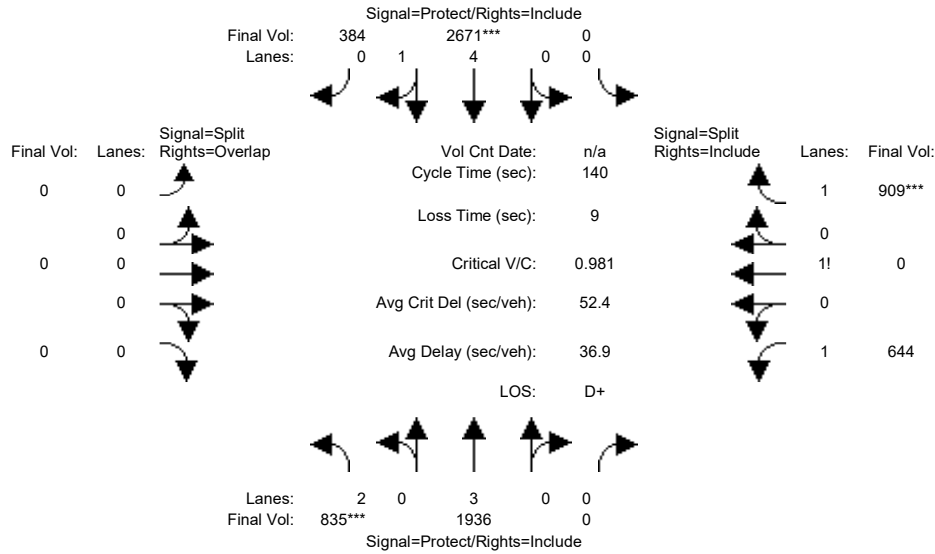 Signal=Protect/Rights=Include
Final Vol: 384 2671*** 0
Lanes: 0 1 4 0 0
Signal=Split Signal=Split
Final Vol: Lanes: Rights=Overlap Vol Cnt Date: n/a Rights=Include Lanes: Final Vol:
Cycle Time (sec): 140
0 0 1 909***
Loss Time (sec): 9
0 0
0 0 Critical V/C: 0.981 1! 0
0 Avg Crit Del (sec/veh): 52.4 0
0 0 Avg Delay (sec/veh): 36.9 1 644
LOS: D+
Lanes: 2 0 3 0 0
Final Vol: 835*** 1936 0
Signal=Protect/Rights=Include